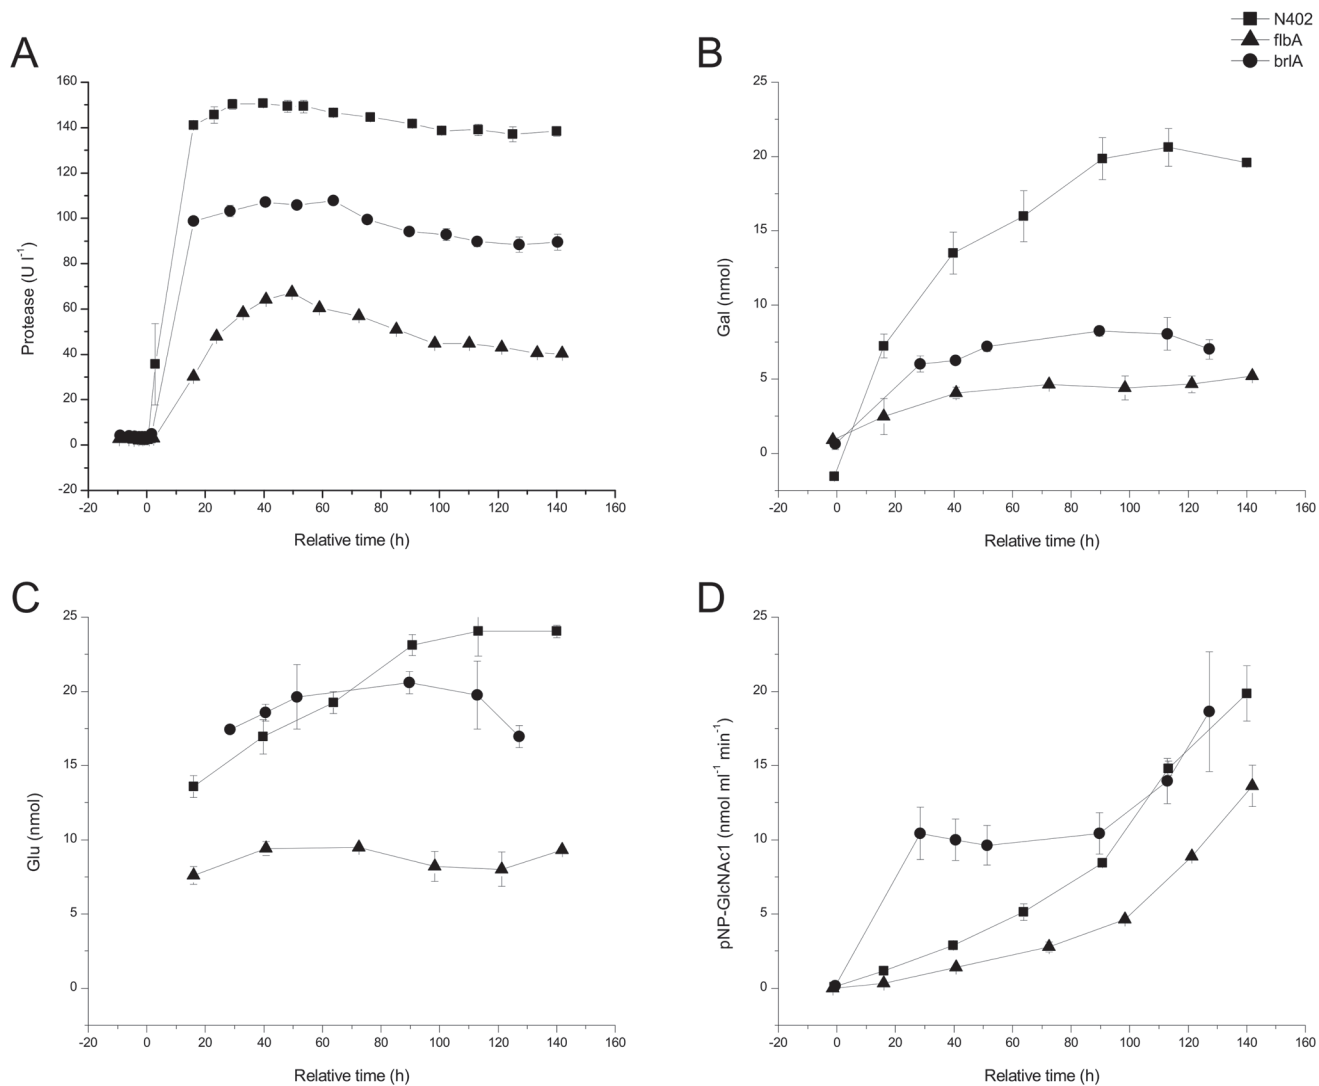 N402
flbA
brlA
A
160
140
120
100
80
60
40
20
0
-20
Protease (U l⁻¹)
-20 0 20 40 60 80 100 120 140 160
Relative time (h)
B
25
20
15
10
5
0
Gal (nmol)
-20 0 20 40 60 80 100 120 140 160
Relative time (h)
C
25
20
15
10
5
0
Glu (nmol)
-20 0 20 40 60 80 100 120 140 160
Relative time (h)
D
25
20
15
10
5
0
pNP-GlcNAc1 (nmol ml⁻¹ min⁻¹)
-20 0 20 40 60 80 100 120 140 160
Relative time (h)